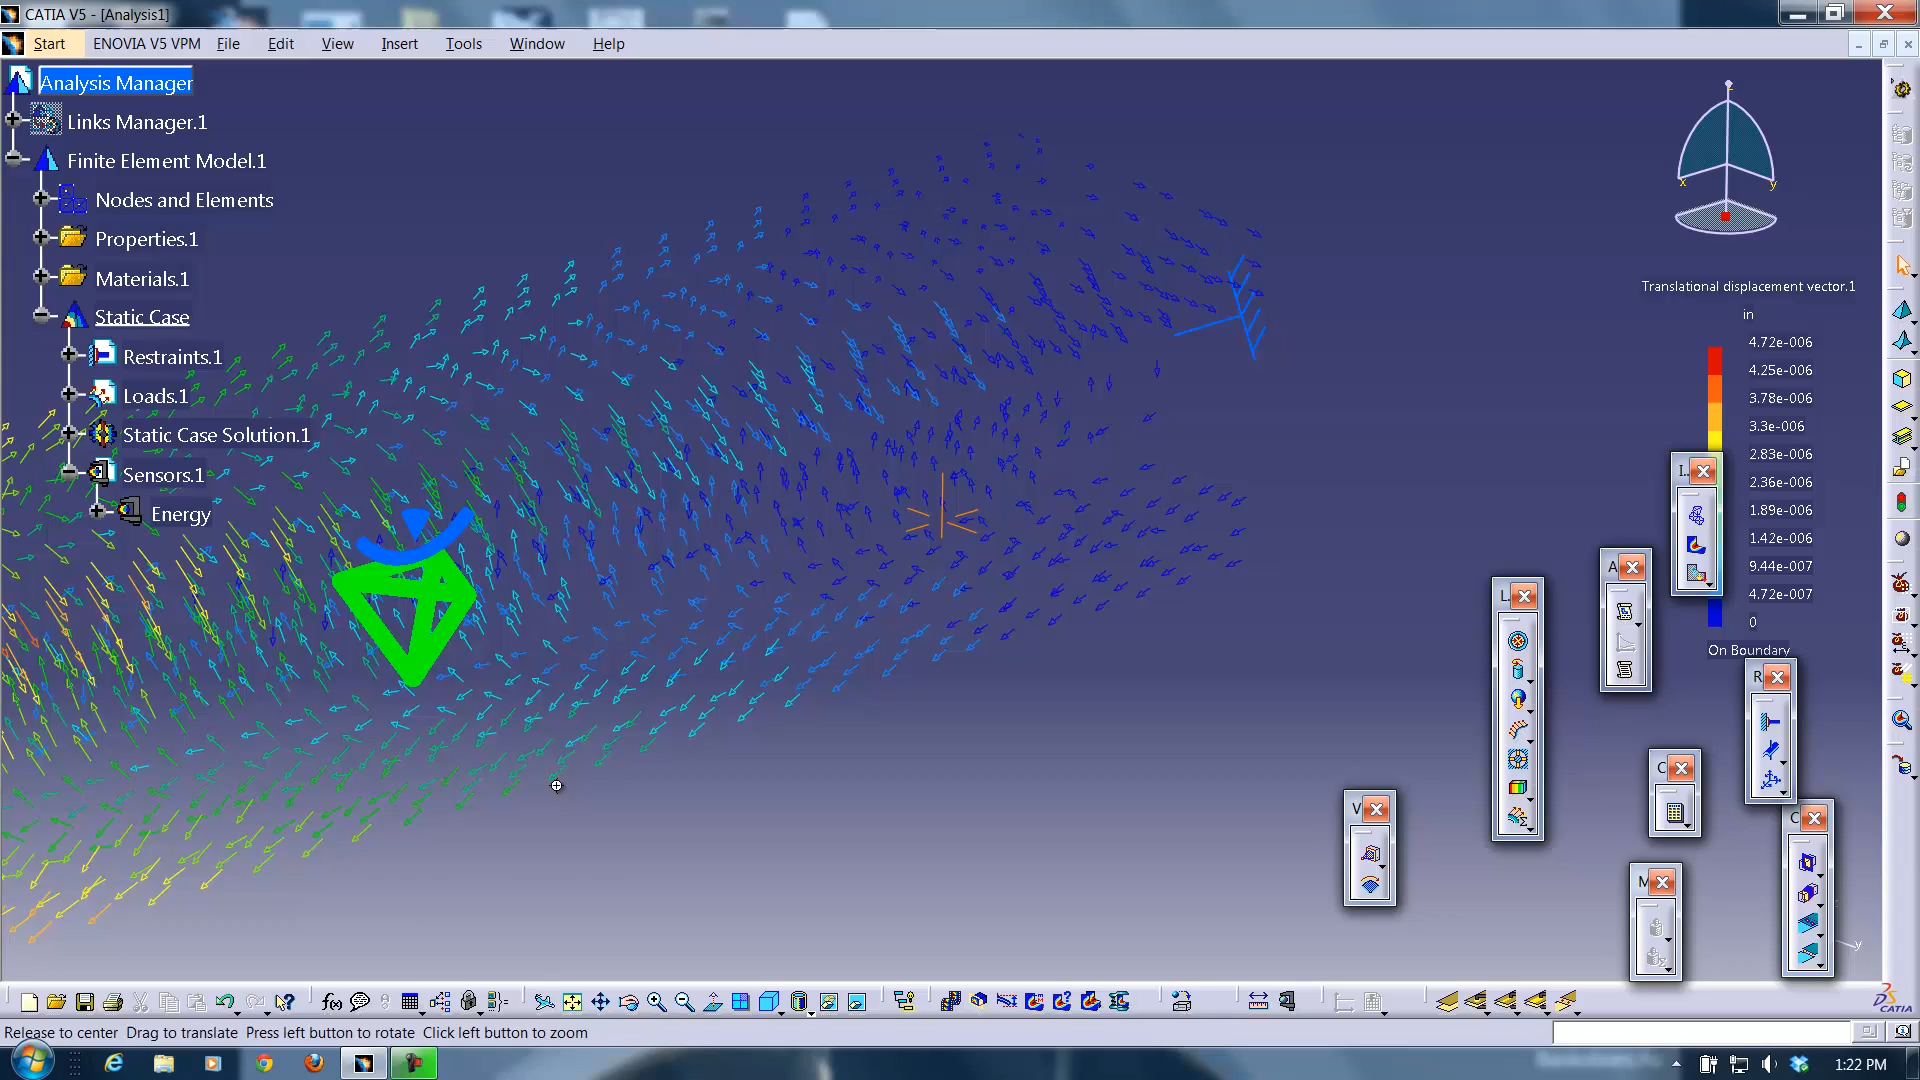 CATIA V5 - [Analysis1]
Start ENOVIA V5 VPM File Edit View Insert Tools Window Help
Analysis Manager
Links Manager.1
Finite Element Model.1
Nodes and Elements
Properties.1
Materials.1
Static Case
Restraints.1
Loads.1
Static Case Solution.1
Sensors.1
Energy
z
x
y
Translational displacement vector.1
in
4.72e-006
4.25e-006
3.78e-006
3.3e-006
2.83e-006
2.36e-006
1.89e-006
1.42e-006
9.44e-007
4.72e-007
0
On Boundary
I..
A
L
R
C
V
C
M
y
f(x)
CATIA
Release to center Drag to translate Press left button to rotate Click left button to zoom
1:22 PM